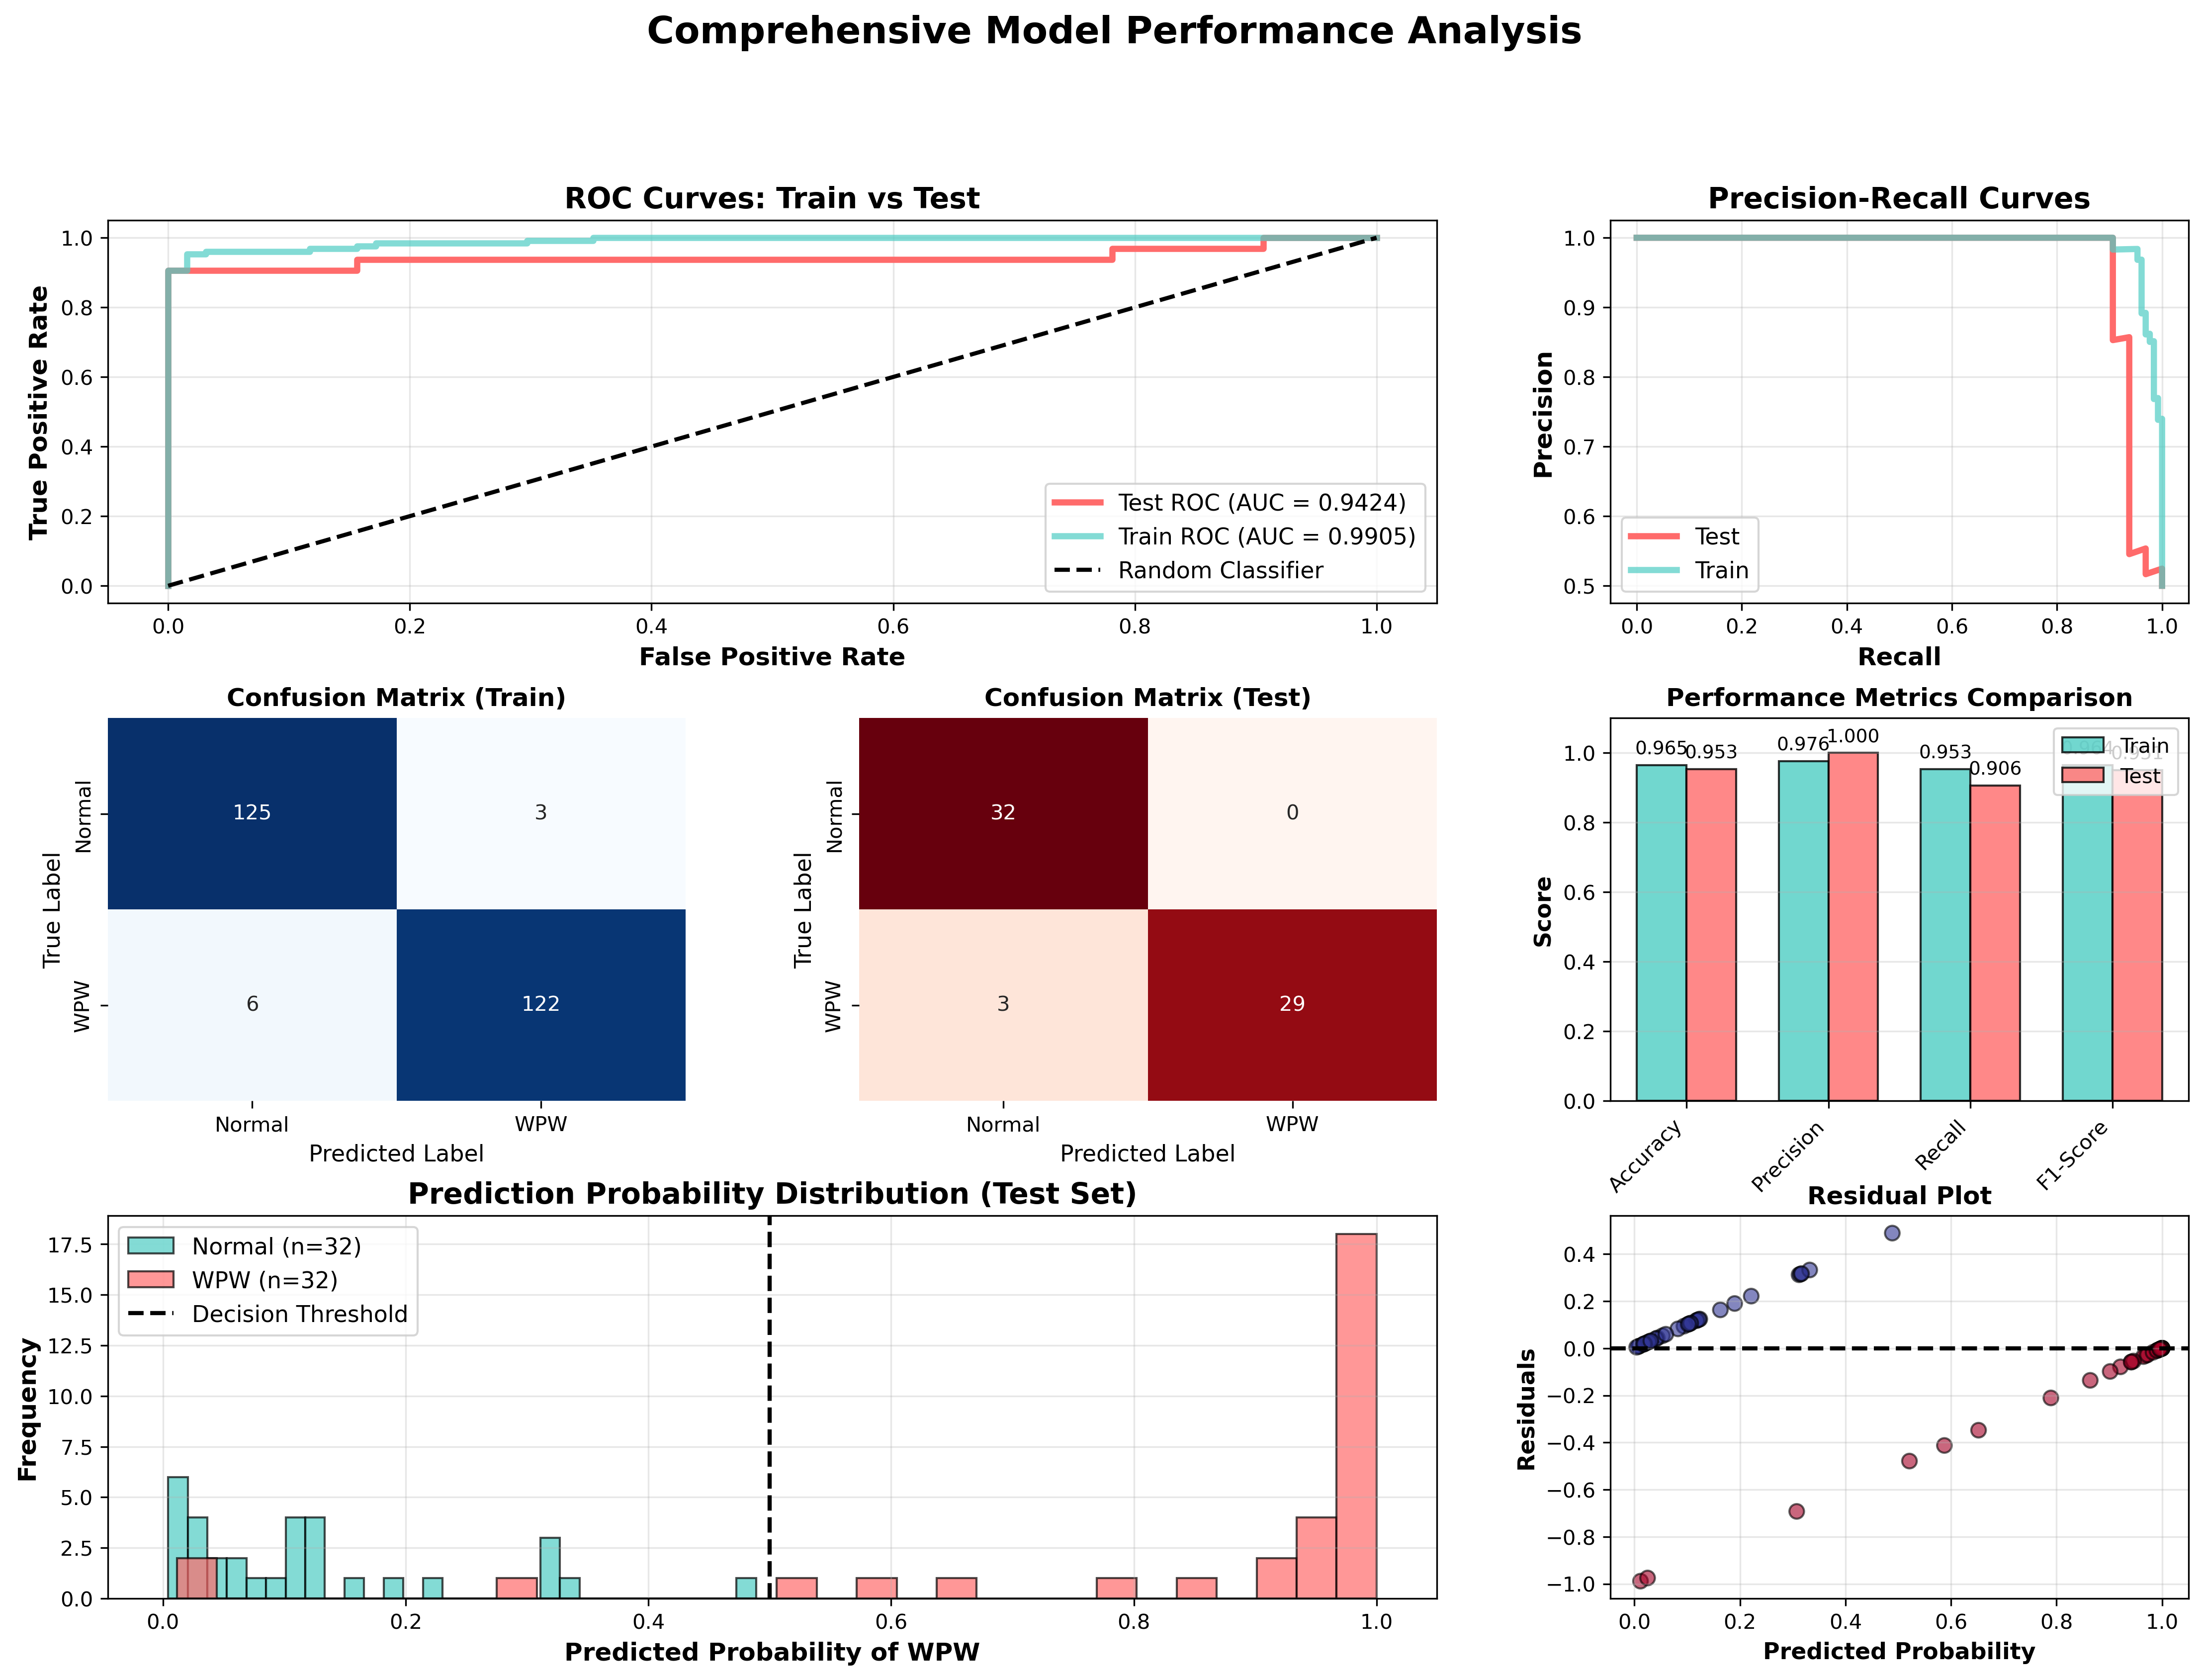 Comprehensive Model Performance Analysis
ROC Curves: Train vs Test
True Positive Rate
1.0
0.8
0.6
0.4
0.2
0.0
Test ROC (AUC = 0.9424)
Train ROC (AUC = 0.9905)
Random Classifier
0.0 0.2 0.4 0.6 0.8 1.0
False Positive Rate
Precision-Recall Curves
Precision
1.0
0.9
0.8
0.7
0.6
0.5
Test
Train
0.0 0.2 0.4 0.6 0.8 1.0
Recall
Confusion Matrix (Train)
True Label
Normal
125 3
WPW
6 122
Normal WPW
Predicted Label
Confusion Matrix (Test)
True Label
Normal
32 0
WPW
3 29
Normal WPW
Predicted Label
Performance Metrics Comparison
Score
1.0
0.8
0.6
0.4
0.2
0.0
0.965 0.953 0.976 1.000 0.953 0.906
Train
Test
Accuracy Precision Recall F1-Score
Prediction Probability Distribution (Test Set)
Frequency
17.5
15.0
12.5
10.0
7.5
5.0
2.5
0.0
Normal (n=32)
WPW (n=32)
Decision Threshold
0.0 0.2 0.4 0.6 0.8 1.0
Predicted Probability of WPW
Residual Plot
Residuals
0.4
0.2
0.0
−0.2
−0.4
−0.6
−0.8
−1.0
0.0 0.2 0.4 0.6 0.8 1.0
Predicted Probability